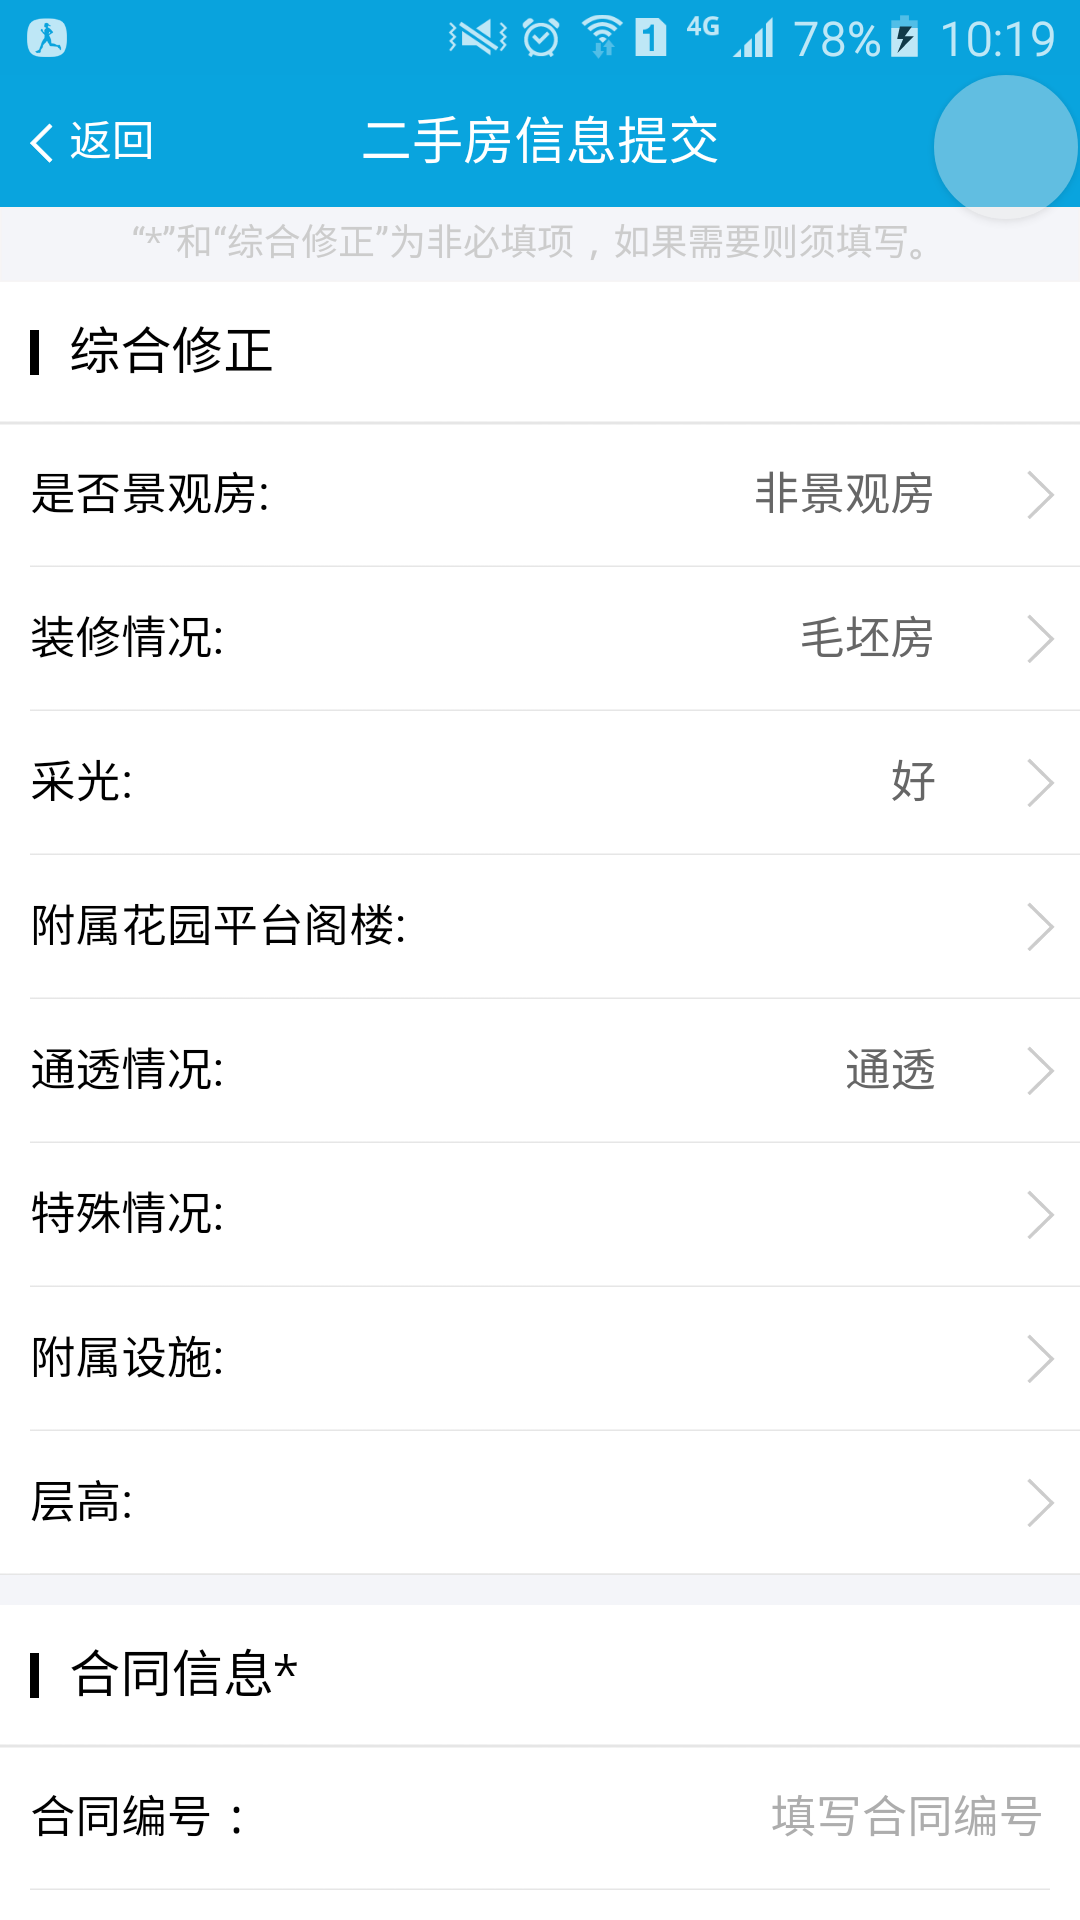 1 4G 78% 10:19
返回 二手房信息提交
“*”和“综合修正”为非必填项，如果需要则须填写。
综合修正
是否景观房: 非景观房
装修情况: 毛坯房
采光: 好
附属花园平台阁楼:
通透情况: 通透
特殊情况:
附属设施:
层高:
合同信息*
合同编号： 填写合同编号